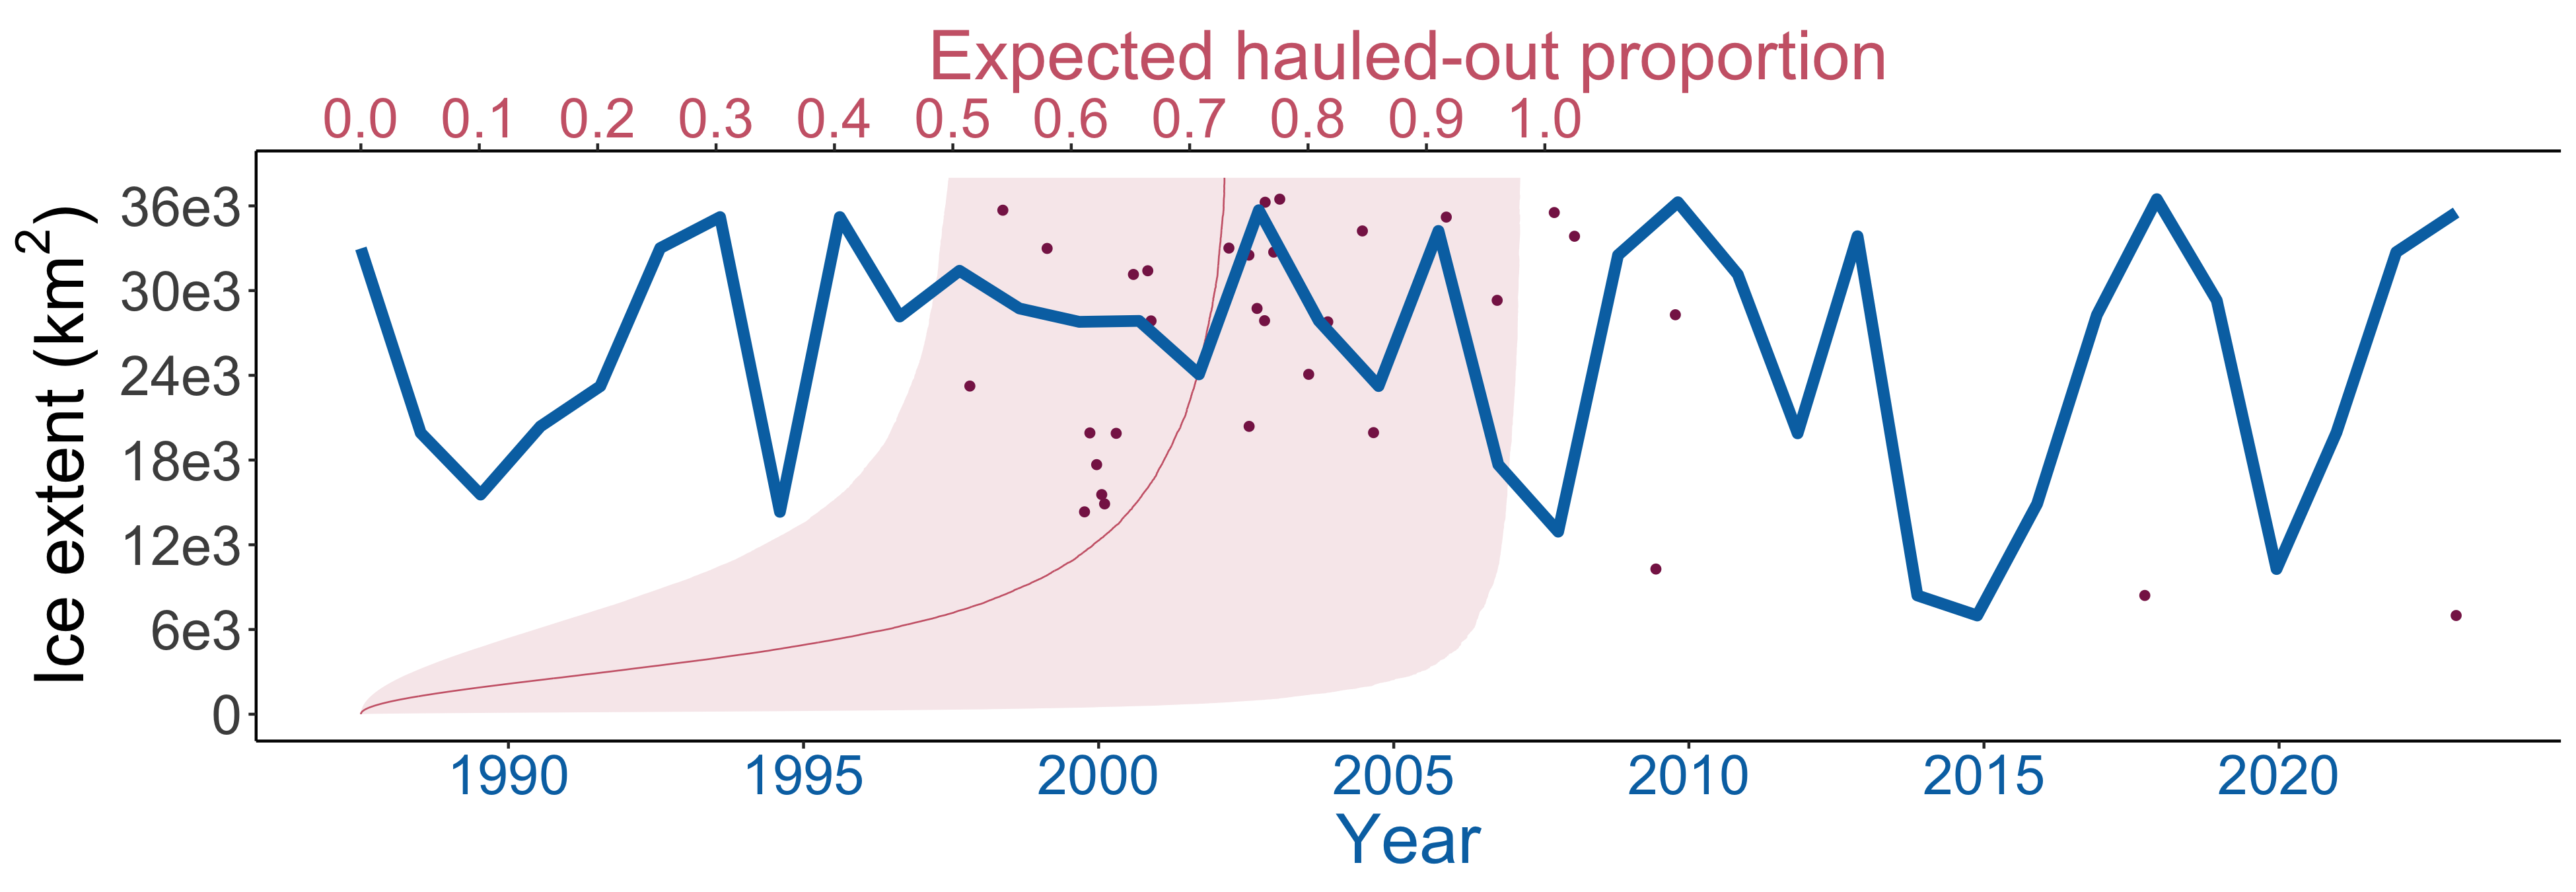 Expected hauled-out proportion
0.0 0.1 0.2 0.3 0.4 0.5 0.6 0.7 0.8 0.9 1.0
Ice extent (km²)
36e3
30e3
24e3
18e3
12e3
6e3
0
1990 1995 2000 2005 2010 2015 2020
Year